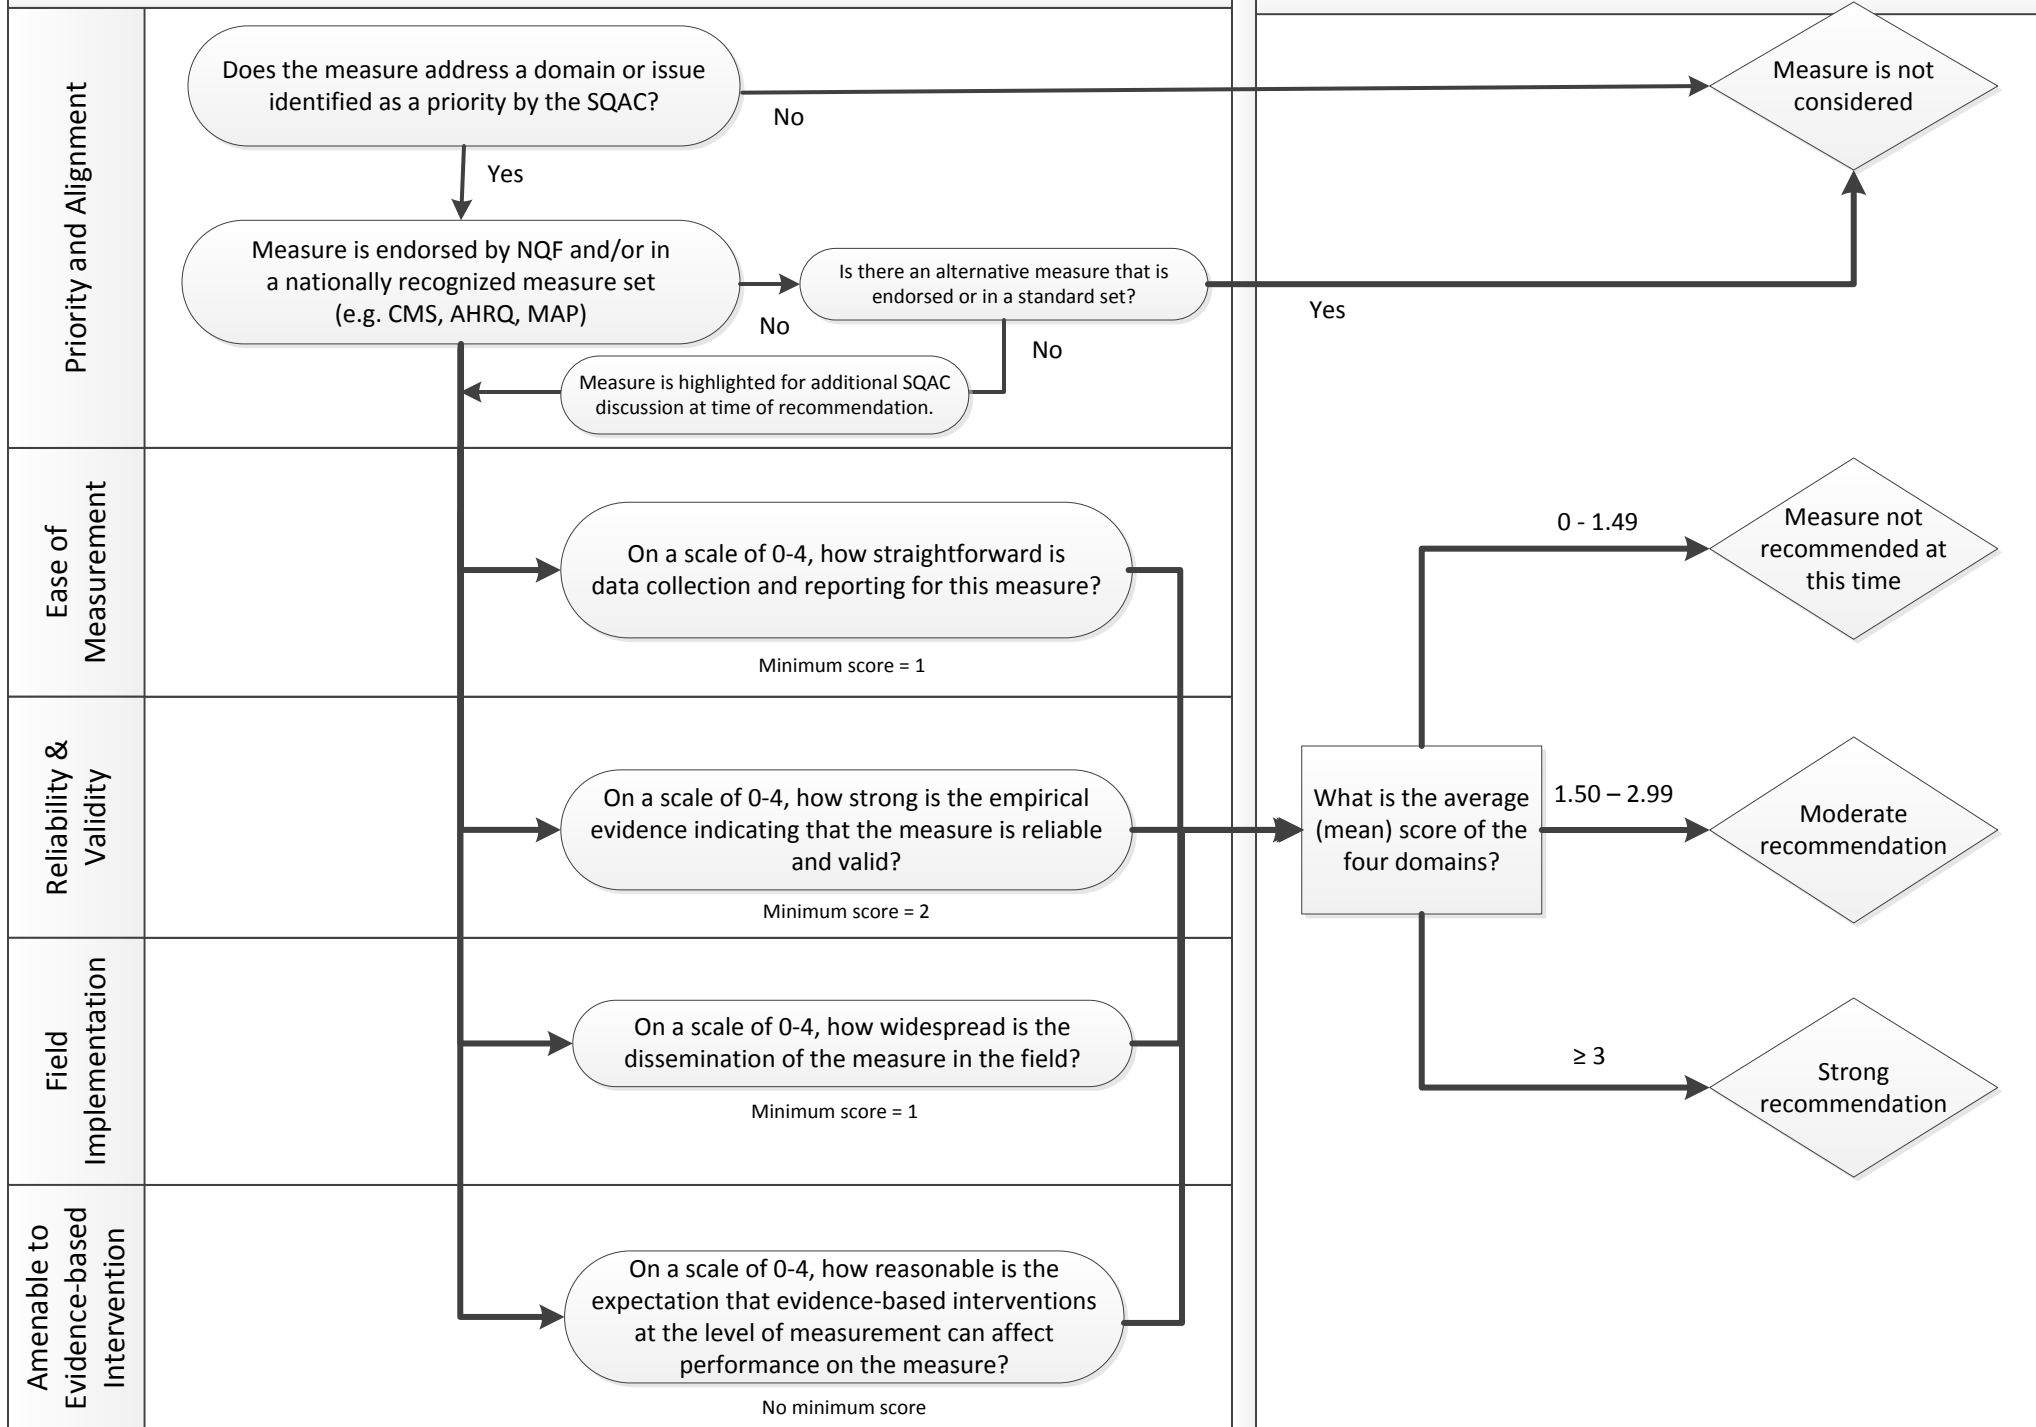 Priority and Alignment
Does the measure address a domain or issue
identified as a priority by the SQAC?
No
Measure is not
considered
Yes
Measure is endorsed by NQF and/or in
a nationally recognized measure set
(e.g. CMS, AHRQ, MAP)
No
Is there an alternative measure that is
endorsed or in a standard set?
Yes
No
Measure is highlighted for additional SQAC
discussion at time of recommendation.
Ease of
Measurement
On a scale of 0-4, how straightforward is
data collection and reporting for this measure?
Minimum score = 1
Reliability &
Validity
On a scale of 0-4, how strong is the empirical
evidence indicating that the measure is reliable
and valid?
Minimum score = 2
Field
Implementation
On a scale of 0-4, how widespread is the
dissemination of the measure in the field?
Minimum score = 1
Amenable to
Evidence-based
Intervention
On a scale of 0-4, how reasonable is the
expectation that evidence-based interventions
at the level of measurement can affect
performance on the measure?
No minimum score
What is the average
(mean) score of the
four domains?
0 - 1.49
Measure not
recommended at
this time
1.50 – 2.99
Moderate
recommendation
≥ 3
Strong
recommendation